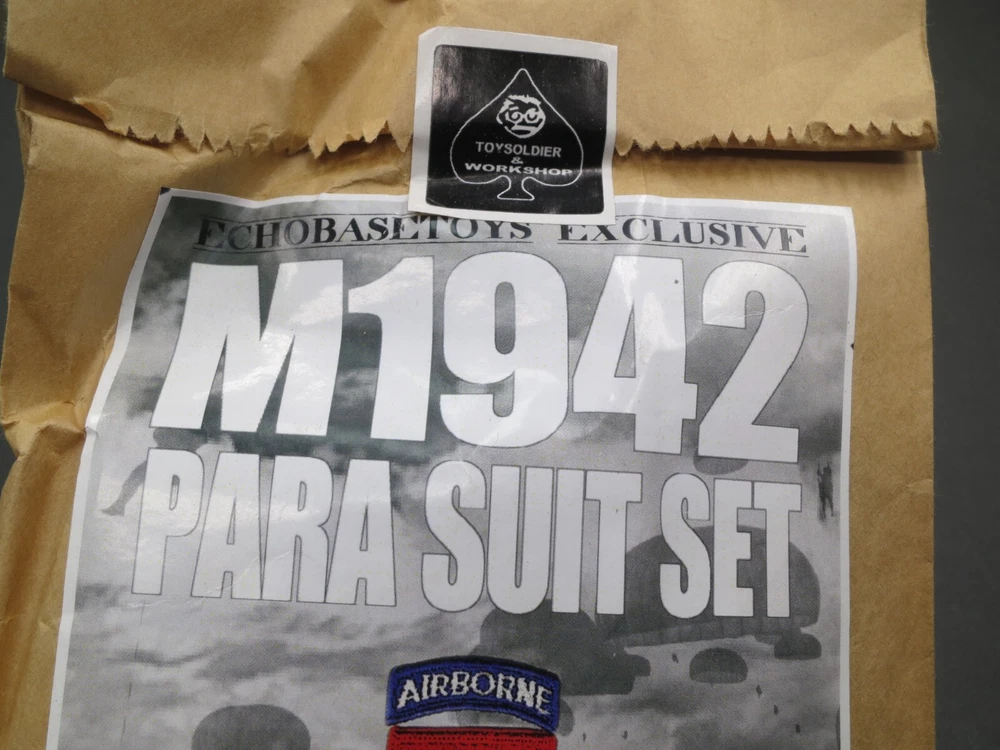 TOYSOLDIER
&
WORKSHOP
ECHOBASETOYS EXCLUSIVE
M1942
PARA SUIT SET
AIRBORNE